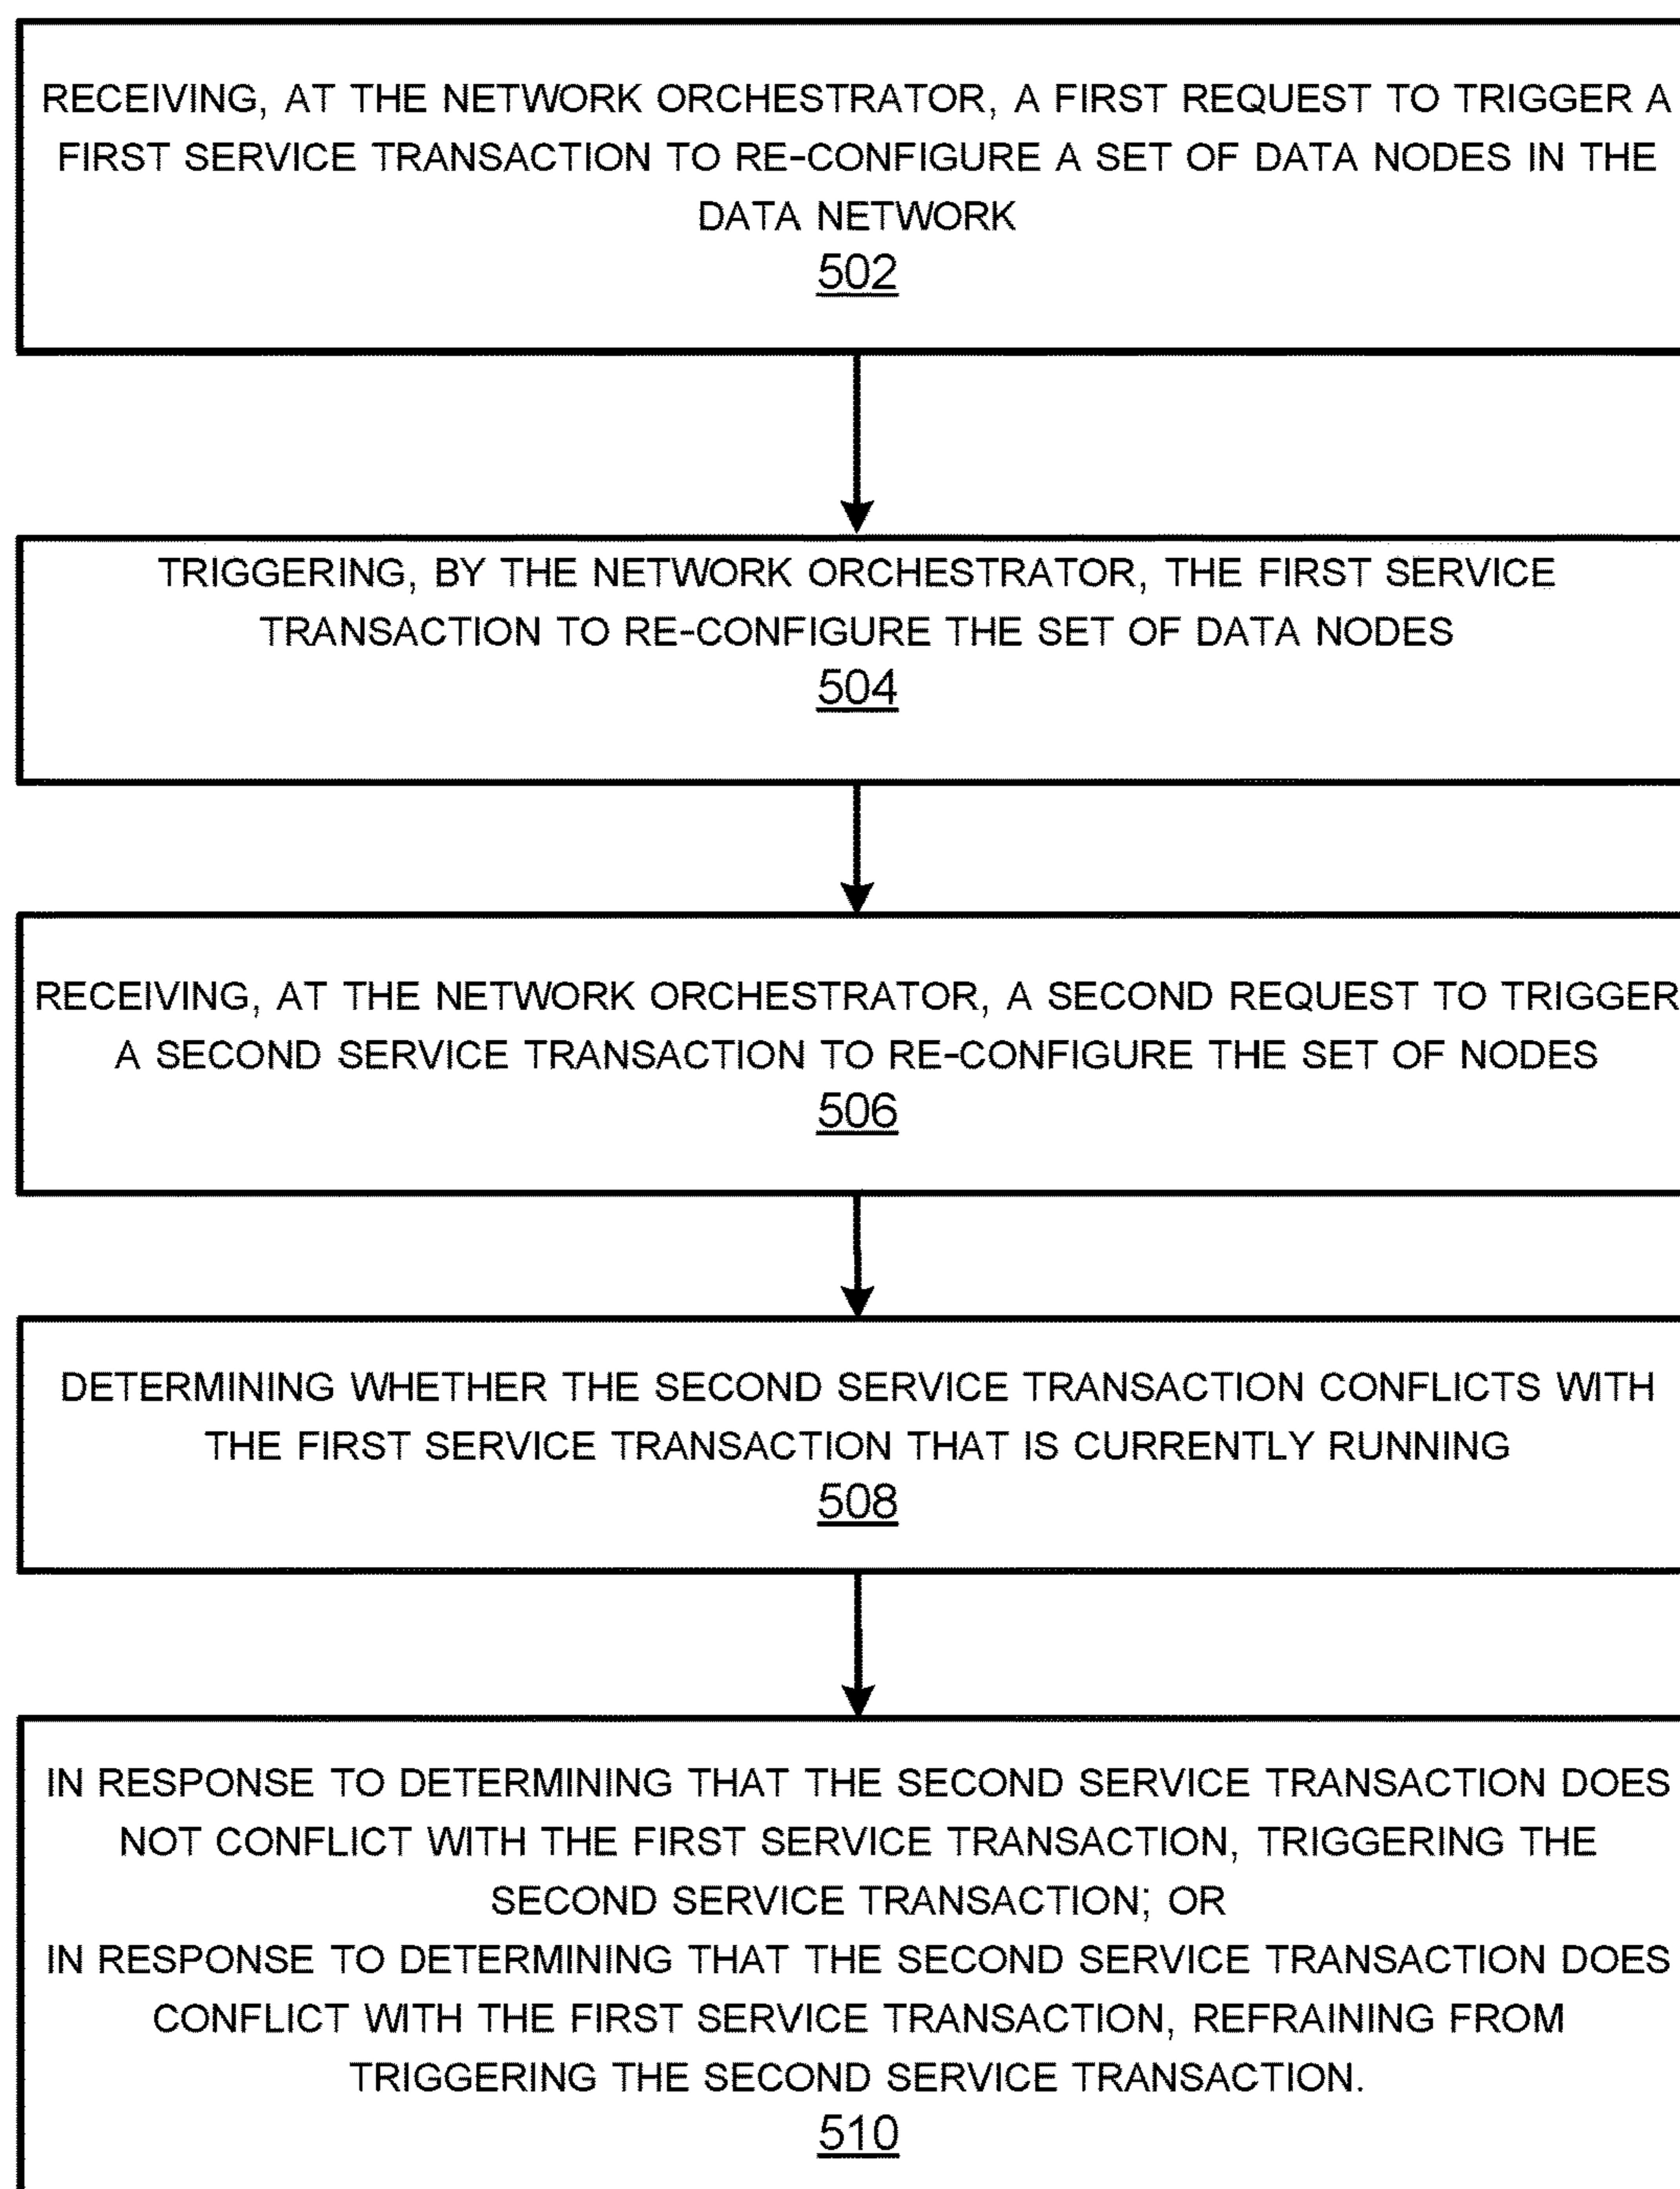 RECEIVING, AT THE NETWORK ORCHESTRATOR, A FIRST REQUEST TO TRIGGER A
FIRST SERVICE TRANSACTION TO RE-CONFIGURE A SET OF DATA NODES IN THE
DATA NETWORK
502
TRIGGERING, BY THE NETWORK ORCHESTRATOR, THE FIRST SERVICE
TRANSACTION TO RE-CONFIGURE THE SET OF DATA NODES
504
RECEIVING, AT THE NETWORK ORCHESTRATOR, A SECOND REQUEST TO TRIGGER
A SECOND SERVICE TRANSACTION TO RE-CONFIGURE THE SET OF NODES
506
DETERMINING WHETHER THE SECOND SERVICE TRANSACTION CONFLICTS WITH
THE FIRST SERVICE TRANSACTION THAT IS CURRENTLY RUNNING
508
IN RESPONSE TO DETERMINING THAT THE SECOND SERVICE TRANSACTION DOES
NOT CONFLICT WITH THE FIRST SERVICE TRANSACTION, TRIGGERING THE
SECOND SERVICE TRANSACTION; OR
IN RESPONSE TO DETERMINING THAT THE SECOND SERVICE TRANSACTION DOES
CONFLICT WITH THE FIRST SERVICE TRANSACTION, REFRAINING FROM
TRIGGERING THE SECOND SERVICE TRANSACTION.
510